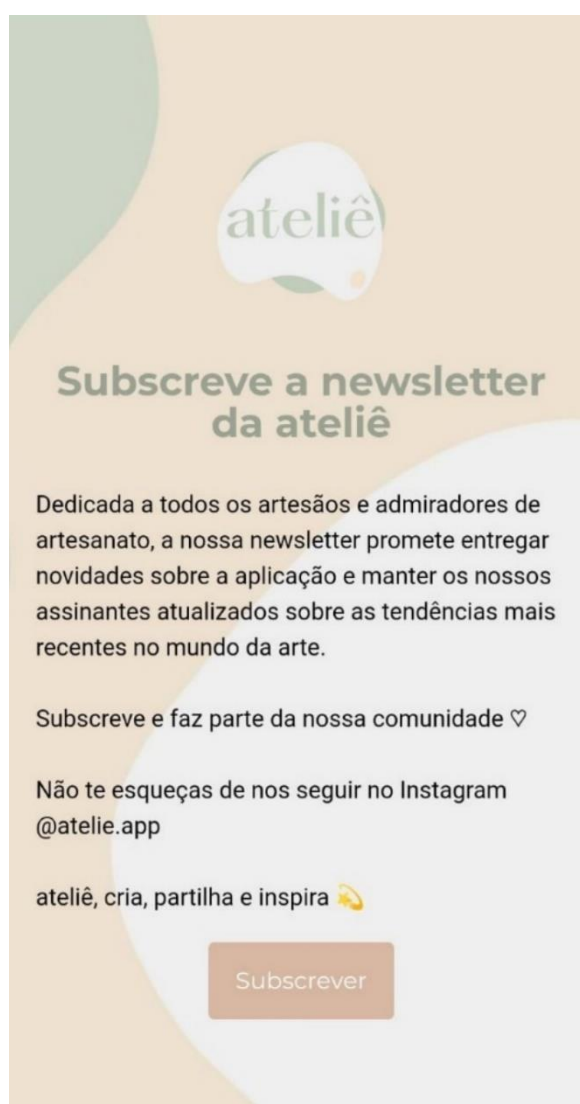 ateliê
Subscreve a newsletter
da ateliê
Dedicada a todos os artesãos e admiradores de
artesanato, a nossa newsletter promete entregar
novidades sobre a aplicação e manter os nossos
assinantes atualizados sobre as tendências mais
recentes no mundo da arte.
Subscreve e faz parte da nossa comunidade ♡
Não te esqueças de nos seguir no Instagram
@atelie.app
ateliê, cria, partilha e inspira 💫
Subscrever